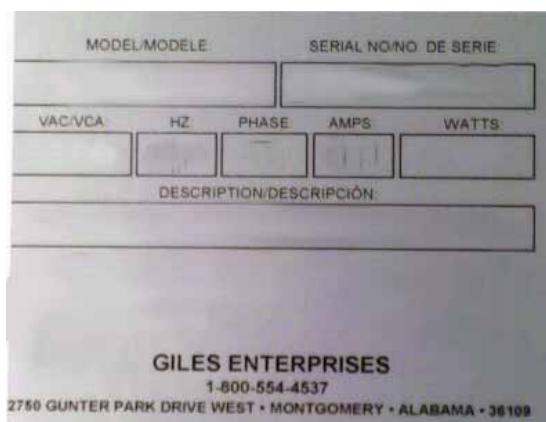 MODEL/MODELE: SERIAL NO/NO. DE SERIE:
VAC/VCA: HZ PHASE: AMPS WATTS:
DESCRIPTION/DESCRIPCIÓN:
GILES ENTERPRISES
1-800-554-4537
2750 GUNTER PARK DRIVE WEST • MONTGOMERY • ALABAMA • 36109